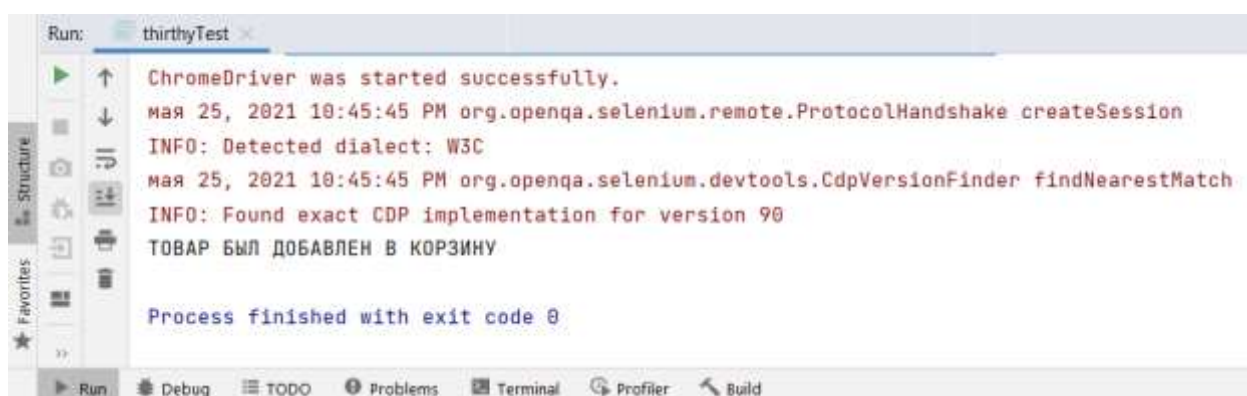 Run: thirthyTest
ChromeDriver was started successfully.
мая 25, 2021 10:45:45 PM org.openqa.selenium.remote.ProtocolHandshake createSession
INFO: Detected dialect: W3C
мая 25, 2021 10:45:45 PM org.openqa.selenium.devtools.CdpVersionFinder findNearestMatch
INFO: Found exact CDP implementation for version 90
ТОВАР БЫЛ ДОБАВЛЕН В КОРЗИНУ
Process finished with exit code 0
Structure
Favorites
Run Debug TODO Problems Terminal Profiler Build